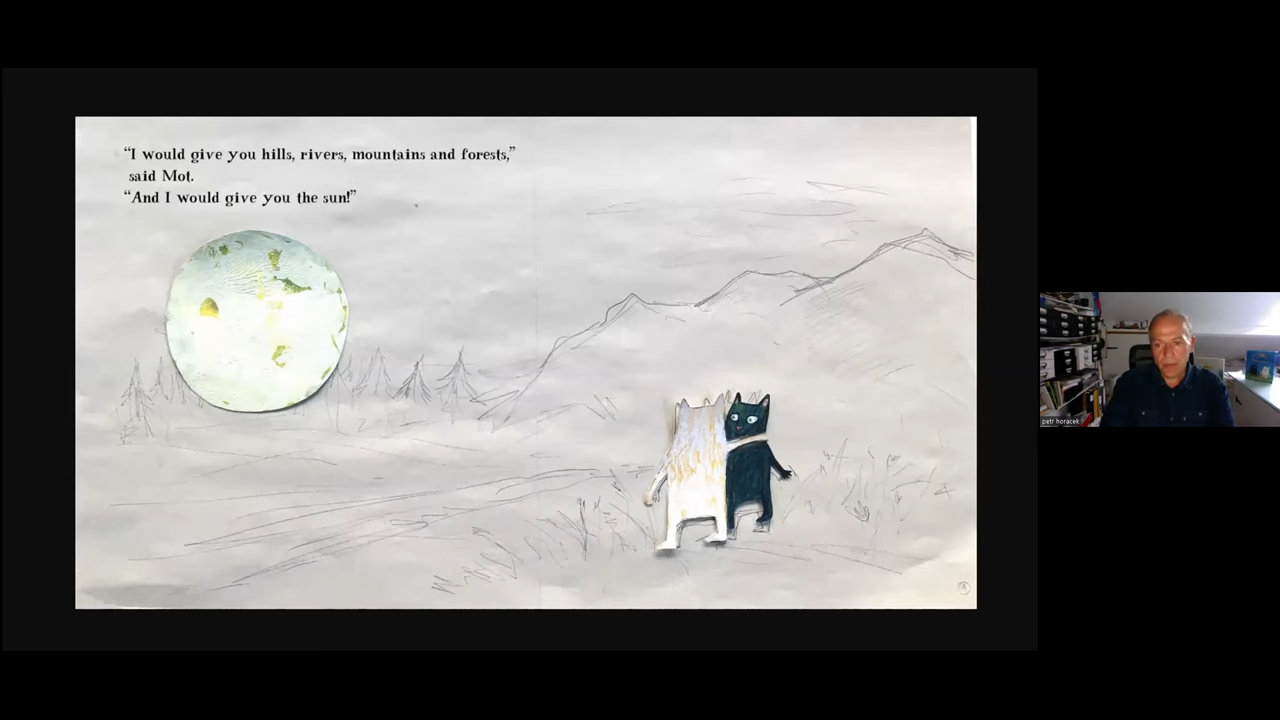 “I would give you hills, rivers, mountains and forests,”
said Mot.
“And I would give you the sun!”
petr horacek